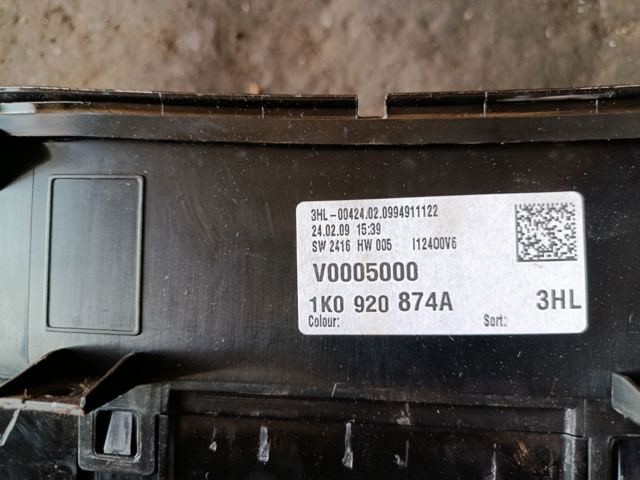 3HL-00424.02.0994911122
24.02.09 15:39
SW 2416 HW 005 I12400V6
V0005000
1K0 920 874A 3HL
Colour: Sort: